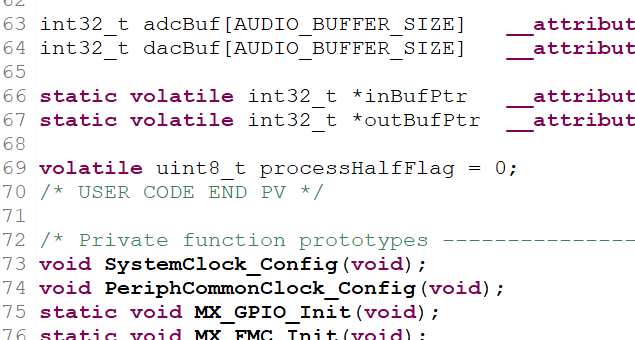 62
63 int32_t adcBuf[AUDIO_BUFFER_SIZE] __attribut
64 int32_t dacBuf[AUDIO_BUFFER_SIZE] __attribut
65
66 static volatile int32_t *inBufPtr __attribut
67 static volatile int32_t *outBufPtr __attribut
68
69 volatile uint8_t processHalfFlag = 0;
70 /* USER CODE END PV */
71
72 /* Private function prototypes ---------------
73 void SystemClock_Config(void);
74 void PeriphCommonClock_Config(void);
75 static void MX_GPIO_Init(void);
76 static void MX_FMC_Init(void);